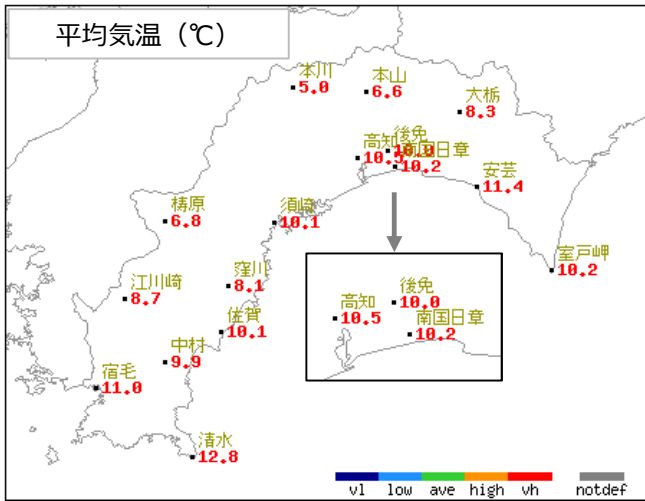 平均気温（℃）
本川
5.0
本山
6.6
大栃
8.3
高知
10.5
後免
10.0
南国日章
10.2
安芸
11.4
梼原
6.8
須崎
10.1
室戸岬
10.2
江川崎
8.7
窪川
8.1
佐賀
10.1
中村
9.9
宿毛
11.0
清水
12.8
後免
10.0
高知
10.5
南国日章
10.2
vl low ave high vh notdef